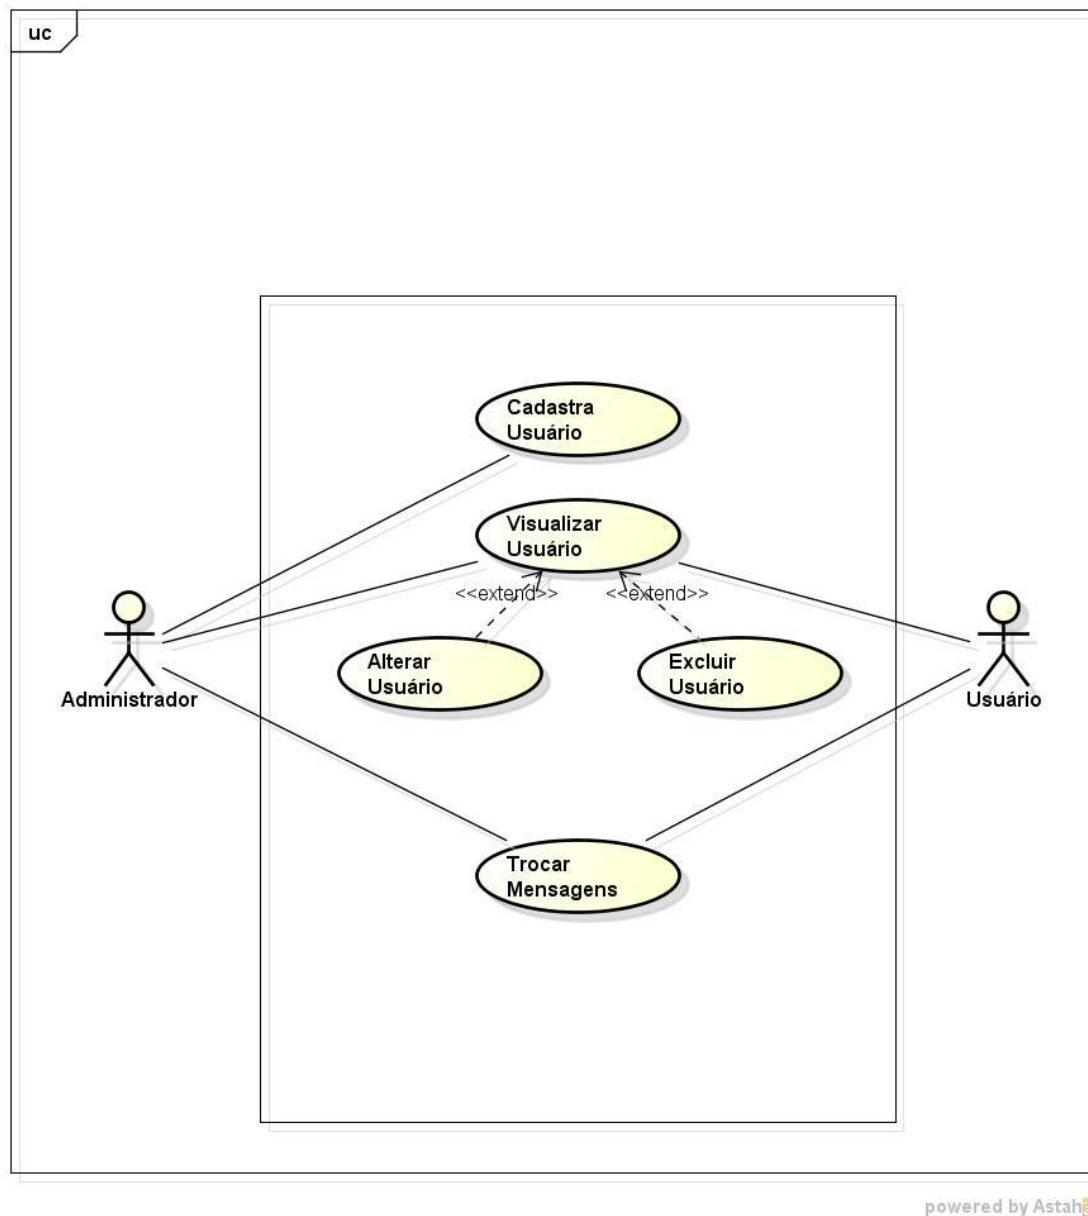 uc
Cadastra
Usuário
Visualizar
Usuário
<<extend>>
<<extend>>
Alterar
Usuário
Excluir
Usuário
Administrador
Usuário
Trocar
Mensagens
powered by Astah